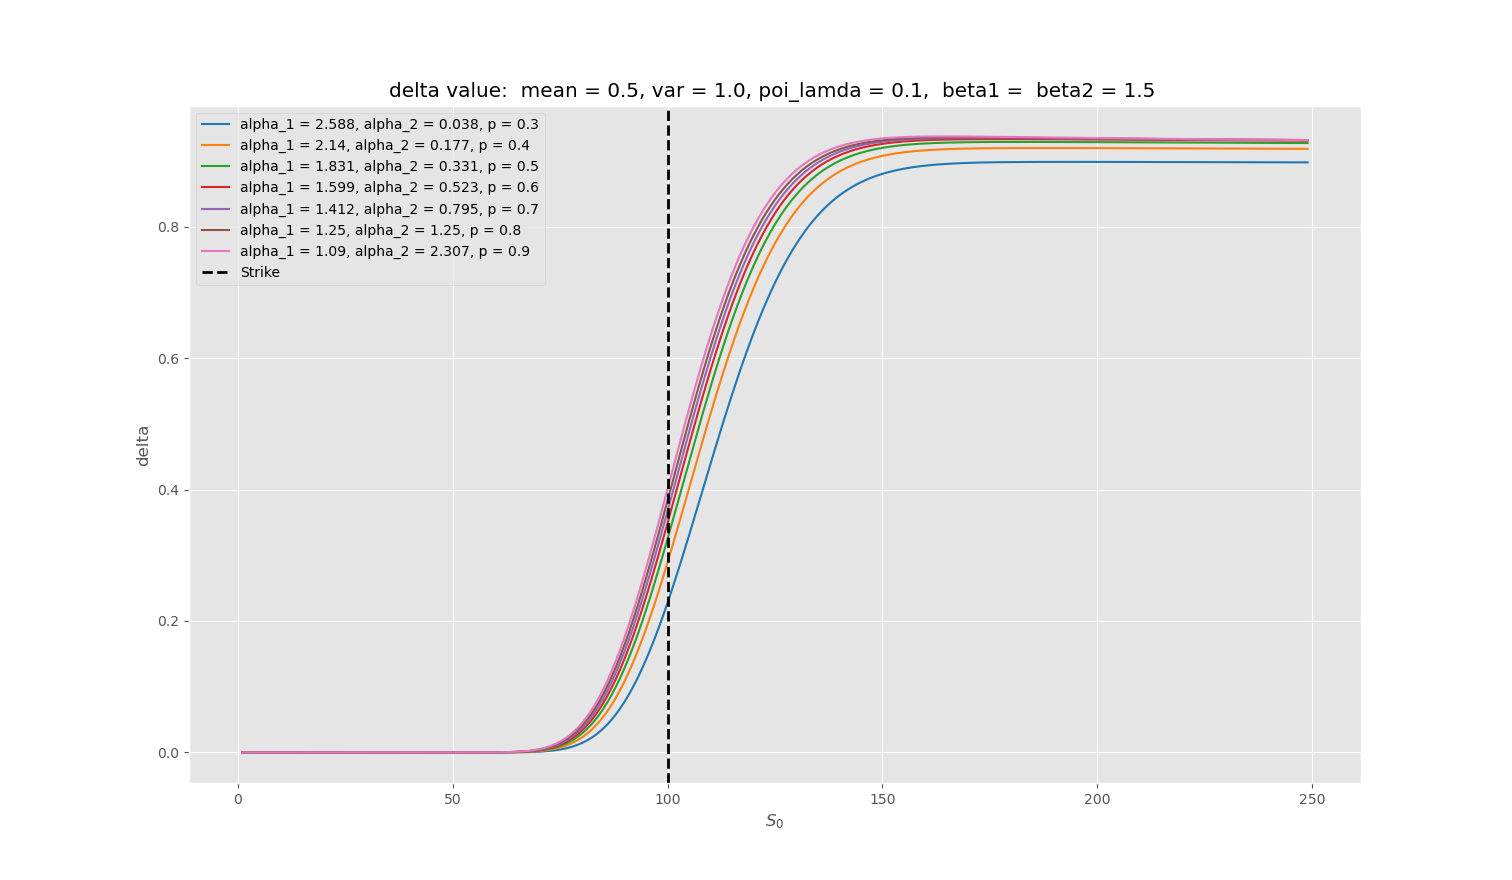 delta value:  mean = 0.5, var = 1.0, poi_lamda = 0.1,  beta1 =  beta2 = 1.5
alpha_1 = 2.588, alpha_2 = 0.038, p = 0.3
alpha_1 = 2.14, alpha_2 = 0.177, p = 0.4
alpha_1 = 1.831, alpha_2 = 0.331, p = 0.5
alpha_1 = 1.599, alpha_2 = 0.523, p = 0.6
alpha_1 = 1.412, alpha_2 = 0.795, p = 0.7
alpha_1 = 1.25, alpha_2 = 1.25, p = 0.8
alpha_1 = 1.09, alpha_2 = 2.307, p = 0.9
Strike
0.8
0.6
0.4
0.2
0.0
delta
0 50 100 150 200 250
S₀